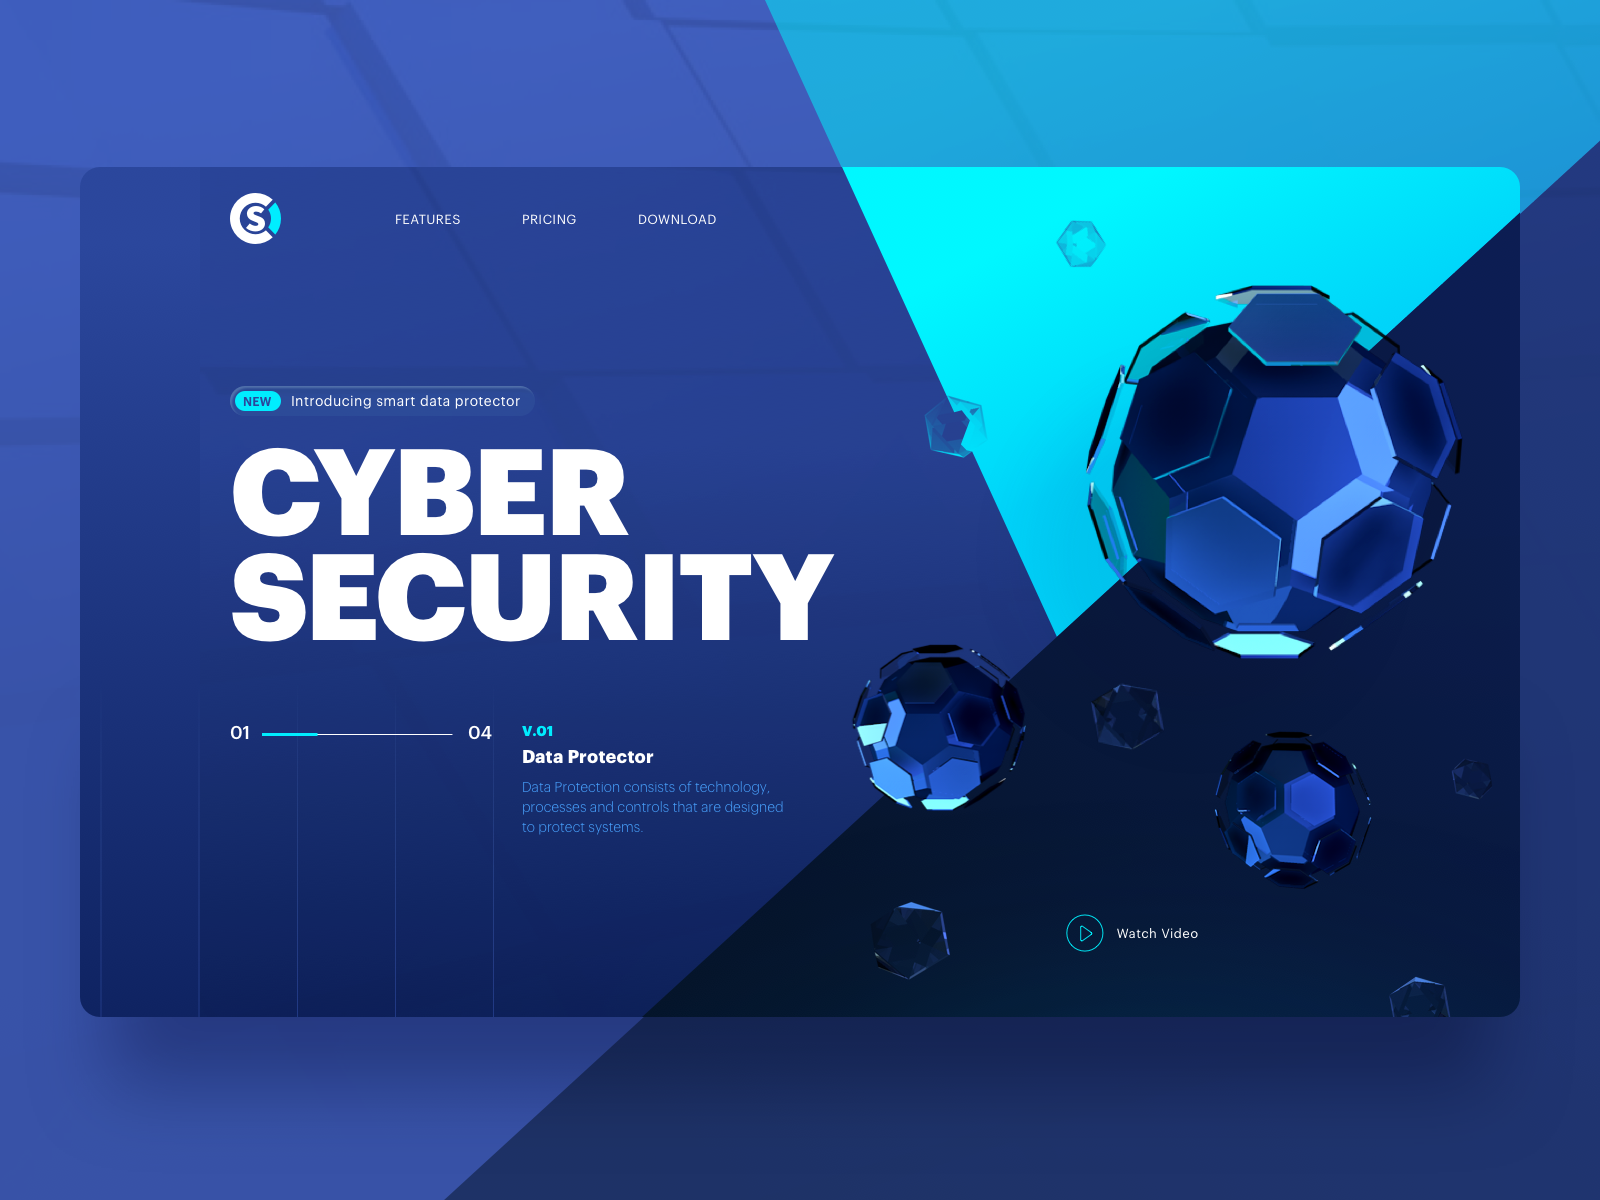 S
FEATURES PRICING DOWNLOAD
NEW Introducing smart data protector
CYBER
SECURITY
01 04
V.01
Data Protector
Data Protection consists of technology,
processes and controls that are designed
to protect systems.
Watch Video